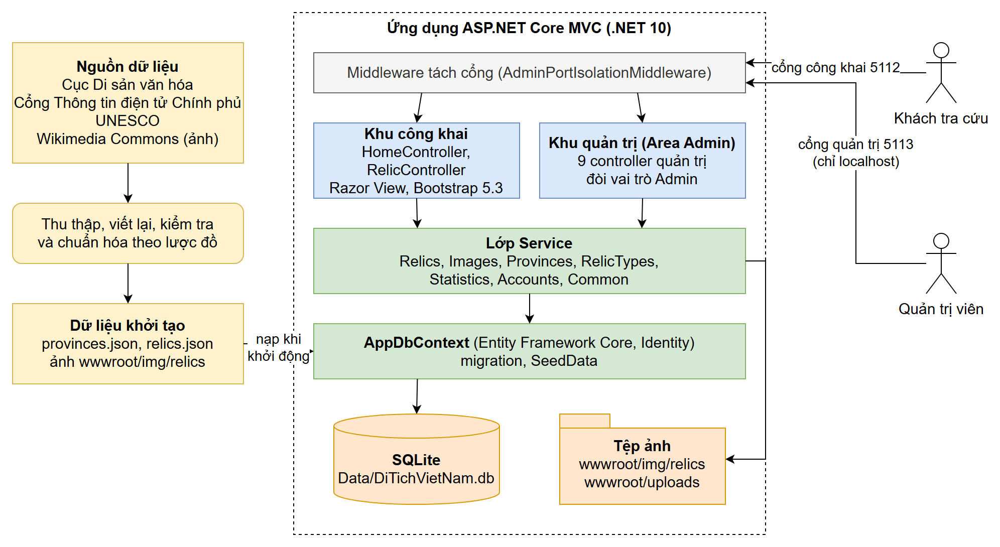 Ứng dụng ASP.NET Core MVC (.NET 10)
Nguồn dữ liệu
Cục Di sản văn hóa
Cổng Thông tin điện tử Chính phủ
UNESCO
Wikimedia Commons (ảnh)
Thu thập, viết lại, kiểm tra
và chuẩn hóa theo lược đồ
Dữ liệu khởi tạo
provinces.json, relics.json
ảnh wwwroot/img/relics
nạp khi
khởi động
Middleware tách cổng (AdminPortIsolationMiddleware)
Khu công khai
HomeController,
RelicController
Razor View, Bootstrap 5.3
Khu quản trị (Area Admin)
9 controller quản trị
đòi vai trò Admin
Lớp Service
Relics, Images, Provinces, RelicTypes,
Statistics, Accounts, Common
AppDbContext (Entity Framework Core, Identity)
migration, SeedData
SQLite
Data/DiTichVietNam.db
Tệp ảnh
wwwroot/img/relics
wwwroot/uploads
cổng công khai 5112
Khách tra cứu
cổng quản trị 5113
(chỉ localhost)
Quản trị viên